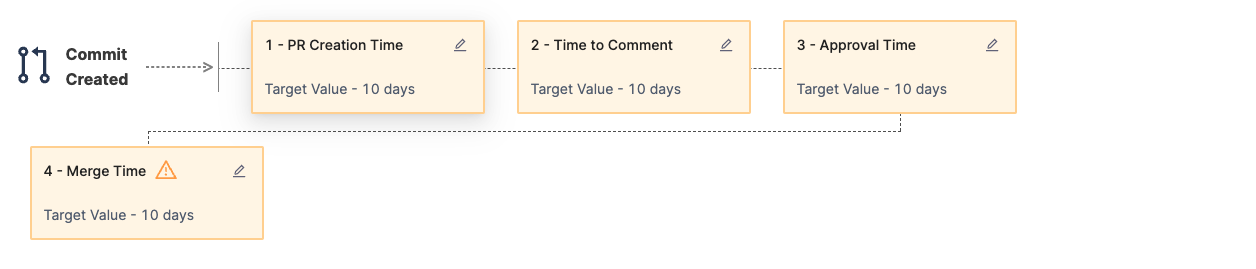 Commit
Created
1 - PR Creation Time
Target Value - 10 days
2 - Time to Comment
Target Value - 10 days
3 - Approval Time
Target Value - 10 days
4 - Merge Time
Target Value - 10 days